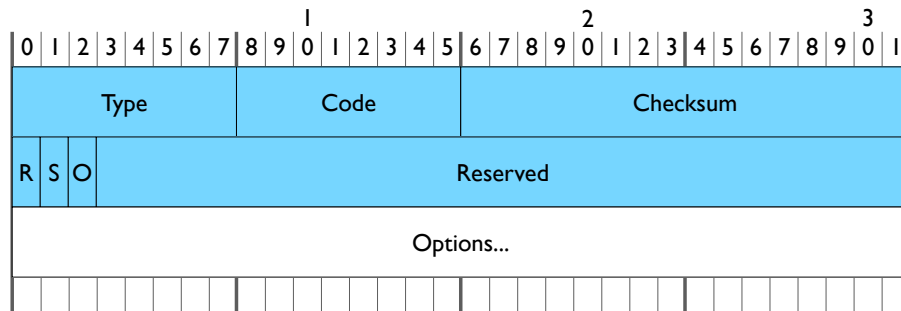 1 2 3
0 1 2 3 4 5 6 7 8 9 0 1 2 3 4 5 6 7 8 9 0 1 2 3 4 5 6 7 8 9 0 1
Type Code Checksum
R S O Reserved
Options...